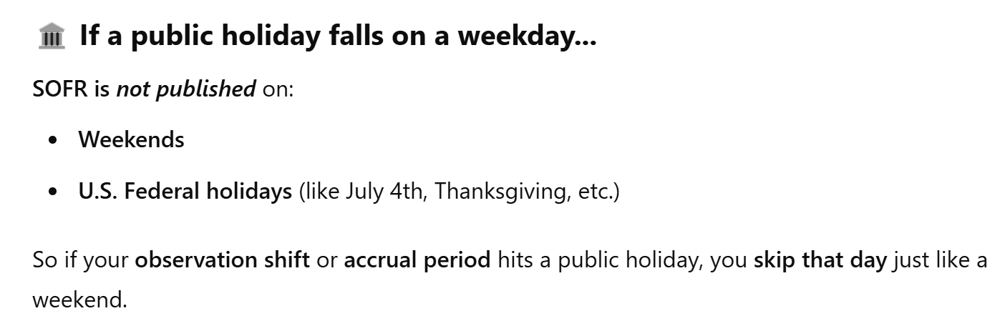 🏛️ If a public holiday falls on a weekday...
SOFR is not published on:
• Weekends
• U.S. Federal holidays (like July 4th, Thanksgiving, etc.)
So if your observation shift or accrual period hits a public holiday, you skip that day just like a
weekend.